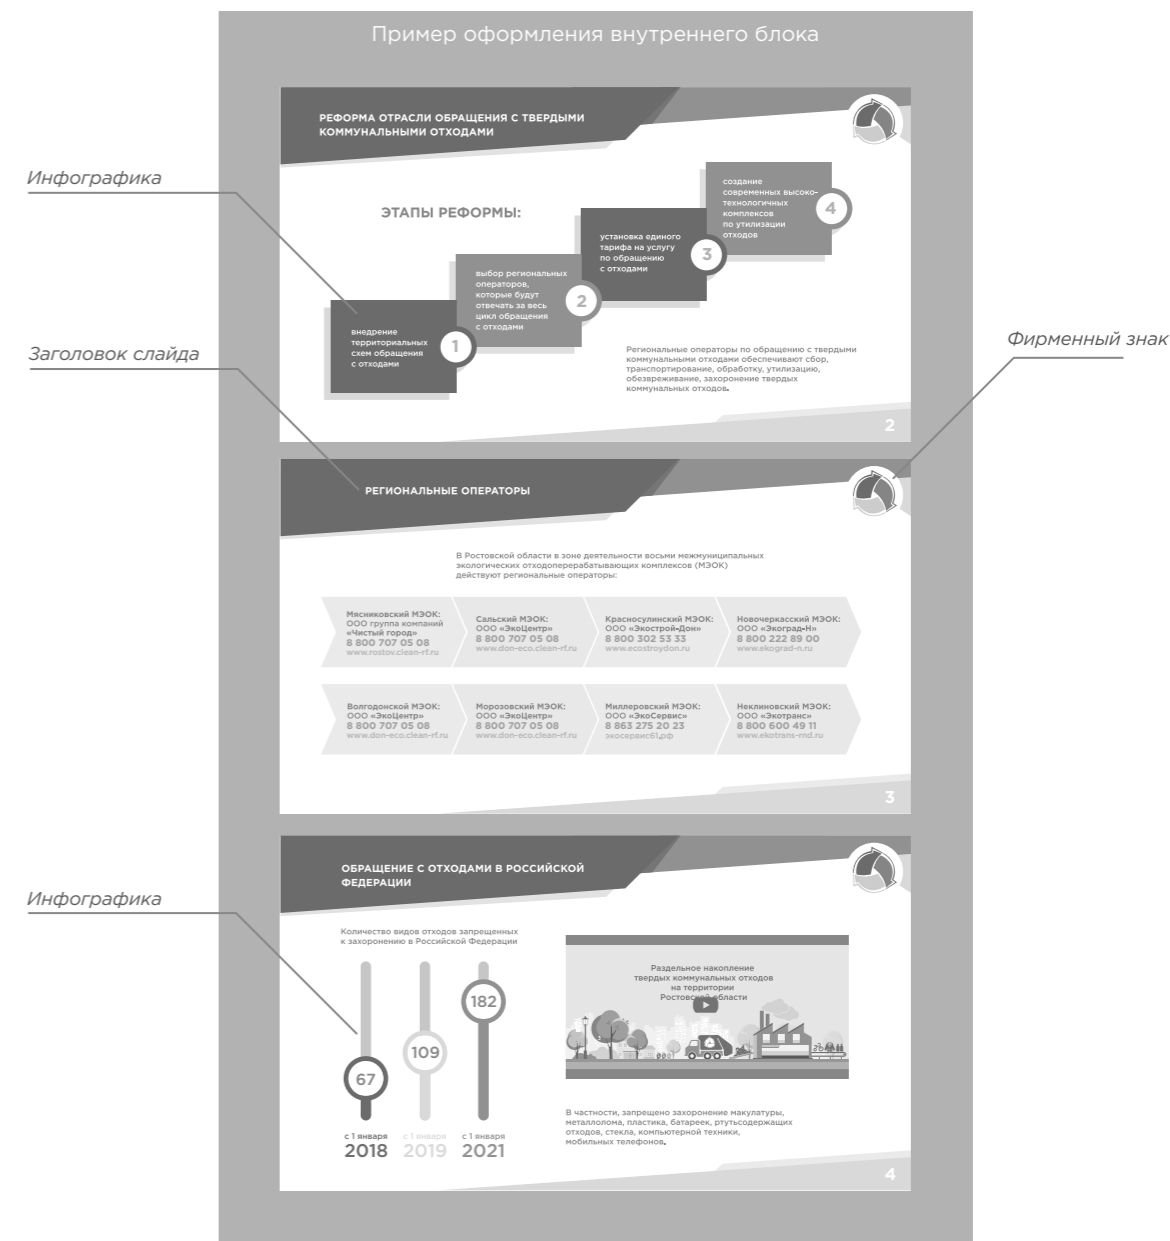 Пример оформления внутреннего блока
РЕФОРМА ОТРАСЛИ ОБРАЩЕНИЯ С ТВЕРДЫМИ
КОММУНАЛЬНЫМИ ОТХОДАМИ
Инфографика
ЭТАПЫ РЕФОРМЫ:
внедрение
территориальных
схем обращения
с отходами
1
выбор региональных
операторов,
которые будут
отвечать за весь
цикл обращения
с отходами
2
установка единого
тарифа на услугу
по обращению
с отходами
3
создание
современных высоко-
технологичных
комплексов
по утилизации
отходов
4
Региональные операторы по обращению с твердыми
коммунальными отходами обеспечивают сбор,
транспортирование, обработку, утилизацию,
обезвреживание, захоронение твердых
коммунальных отходов.
2
Заголовок слайда
Фирменный знак
РЕГИОНАЛЬНЫЕ ОПЕРАТОРЫ
В Ростовской области в зоне деятельности восьми межмуниципальных
экологических отходоперерабатывающих комплексов (МЭОК)
действуют региональные операторы:
Мясниковский МЭОК:
ООО группа компаний
«Чистый город»
8 800 707 05 08
www.rostov.clean-rf.ru
Сальский МЭОК:
ООО «ЭкоЦентр»
8 800 707 05 08
www.don-eco.clean-rf.ru
Красносулинский МЭОК:
ООО «Экострой-Дон»
8 800 302 53 33
www.ecostroydon.ru
Новочеркасский МЭОК:
ООО «Экоград-Н»
8 800 222 89 00
www.ekograd-n.ru
Волгодонской МЭОК:
ООО «ЭкоЦентр»
8 800 707 05 08
www.don-eco.clean-rf.ru
Морозовский МЭОК:
ООО «ЭкоЦентр»
8 800 707 05 08
www.don-eco.clean-rf.ru
Миллеровский МЭОК:
ООО «ЭкоСервис»
8 863 275 20 23
экосервис61.рф
Неклиновский МЭОК:
ООО «Экотранс»
8 800 600 49 11
www.ekotrans-rnd.ru
3
ОБРАЩЕНИЕ С ОТХОДАМИ В РОССИЙСКОЙ
ФЕДЕРАЦИИ
Инфографика
Количество видов отходов запрещенных
к захоронению в Российской Федерации
67
109
182
с 1 января
2018
с 1 января
2019
с 1 января
2021
Раздельное накопление
твердых коммунальных отходов
на территории
Ростовской области
В частности, запрещено захоронение макулатуры,
металлолома, пластика, батареек, ртутьсодержащих
отходов, стекла, компьютерной техники,
мобильных телефонов.
4